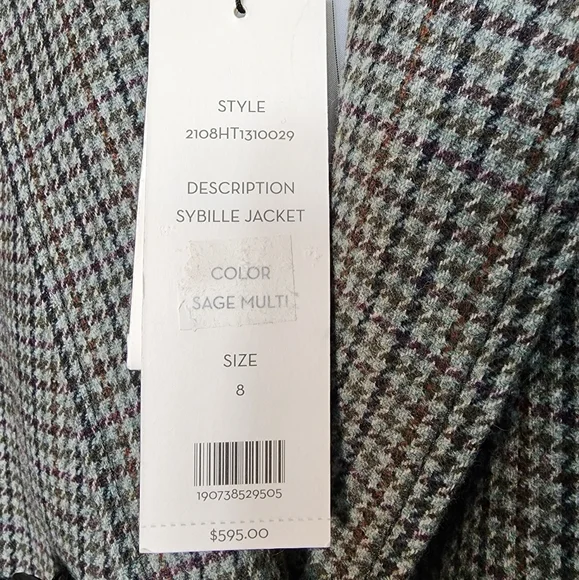 STYLE
2108HT1310029
DESCRIPTION
SYBILLE JACKET
COLOR
SAGE MULTI
SIZE
8
190738529505
$595.00